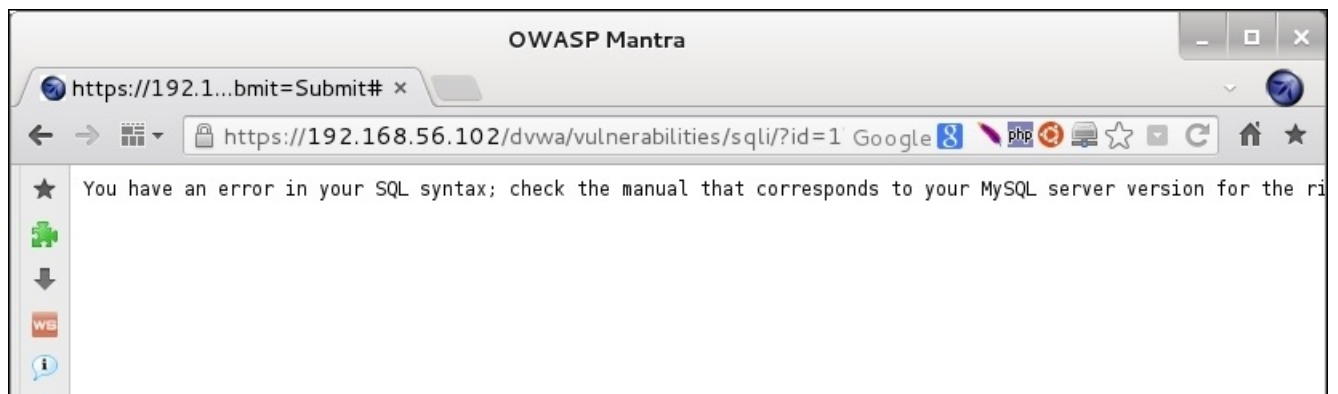 OWASP Mantra
https://192.1...bmit=Submit#
https://192.168.56.102/dvwa/vulnerabilities/sqli/?id=1 Google 8 php
You have an error in your SQL syntax; check the manual that corresponds to your MySQL server version for the ri
WS
i